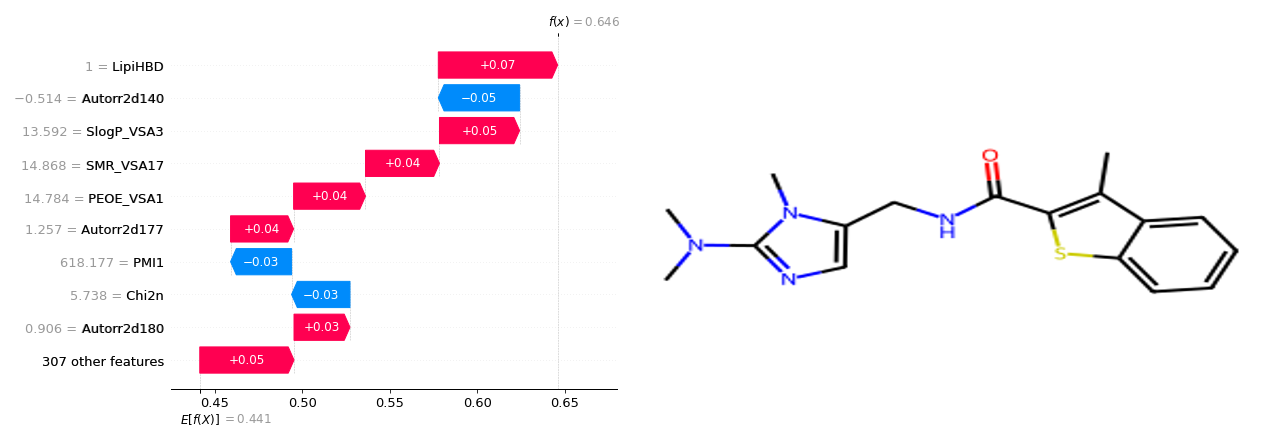 f(x) = 0.646
1 = LipiHBD +0.07
−0.514 = Autorr2d140 −0.05
13.592 = SlogP_VSA3 +0.05
14.868 = SMR_VSA17 +0.04
14.784 = PEOE_VSA1 +0.04
1.257 = Autorr2d177 +0.04
618.177 = PMI1 −0.03
5.738 = Chi2n −0.03
0.906 = Autorr2d180 +0.03
307 other features +0.05
0.45 0.50 0.55 0.60 0.65
E[f(X)] = 0.441
O
N
N
N
N
H
S